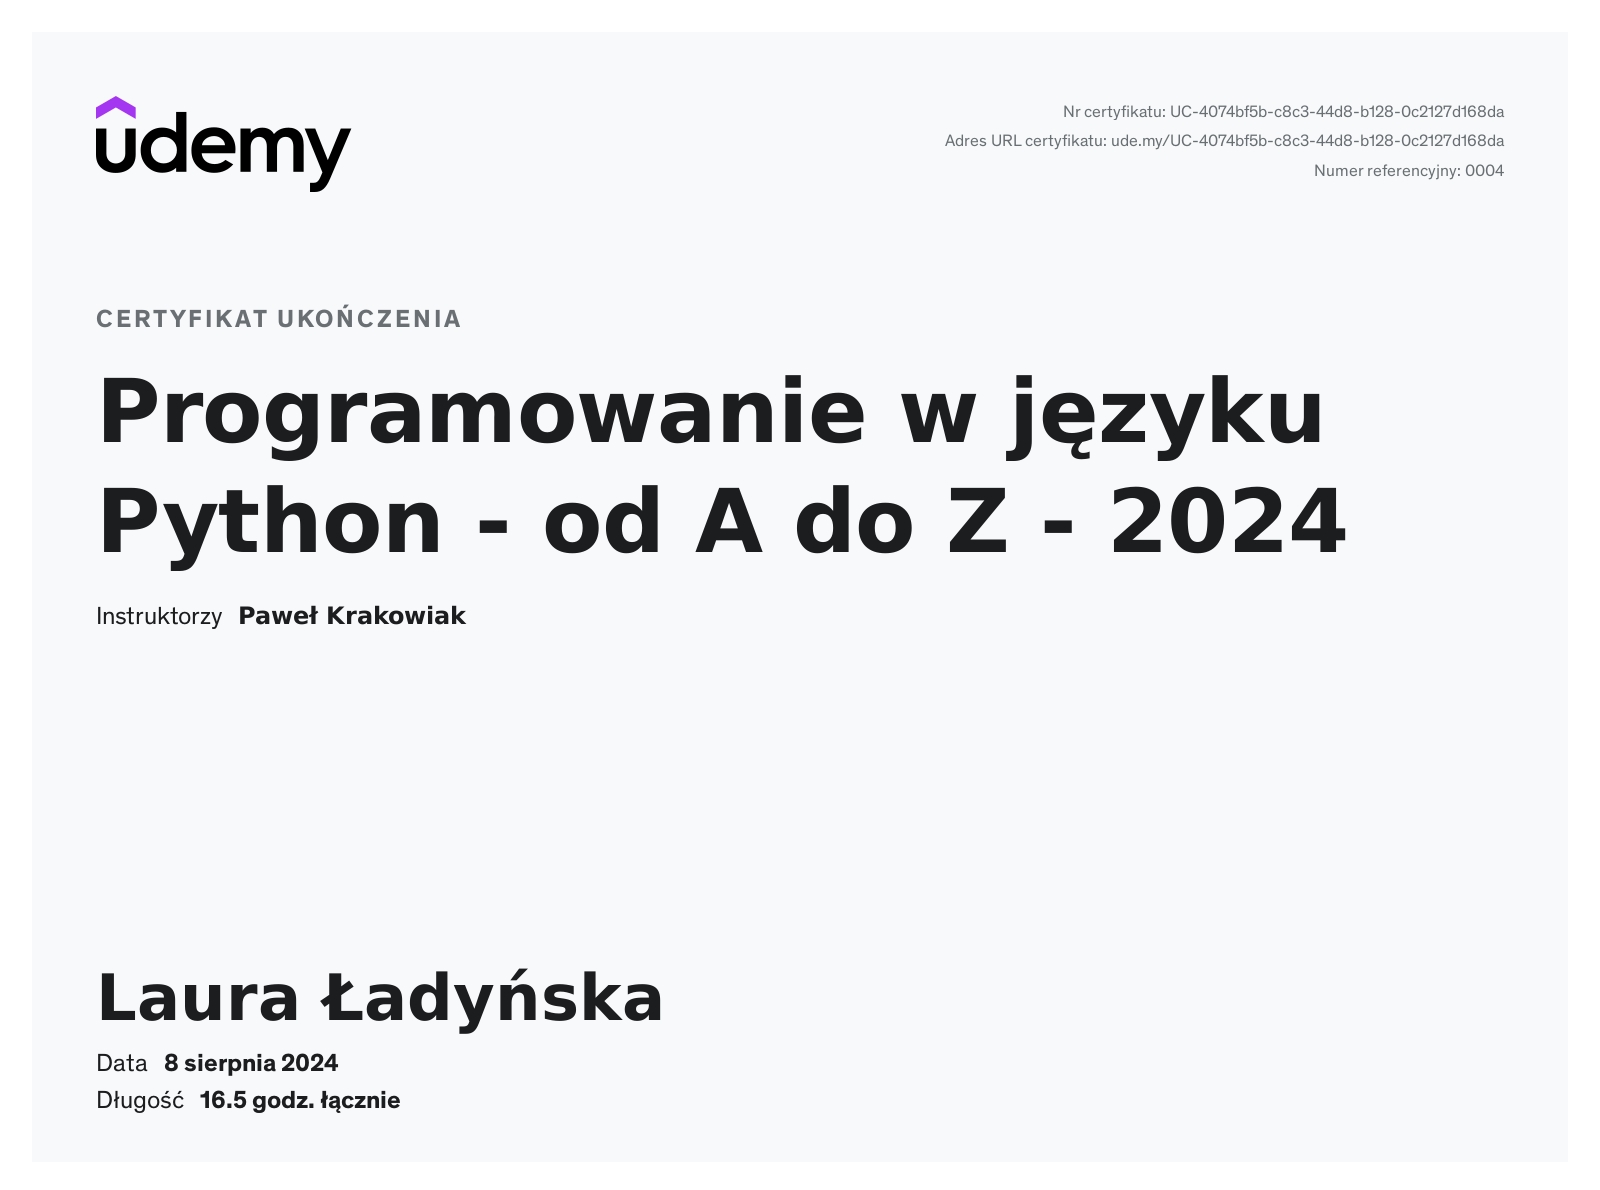 udemy
Nr certyfikatu: UC-4074bf5b-c8c3-44d8-b128-0c2127d168da
Adres URL certyfikatu: ude.my/UC-4074bf5b-c8c3-44d8-b128-0c2127d168da
Numer referencyjny: 0004
CERTYFIKAT UKOŃCZENIA
Programowanie w języku
Python - od A do Z - 2024
Instruktorzy Paweł Krakowiak
Laura Ładyńska
Data 8 sierpnia 2024
Długość 16.5 godz. łącznie